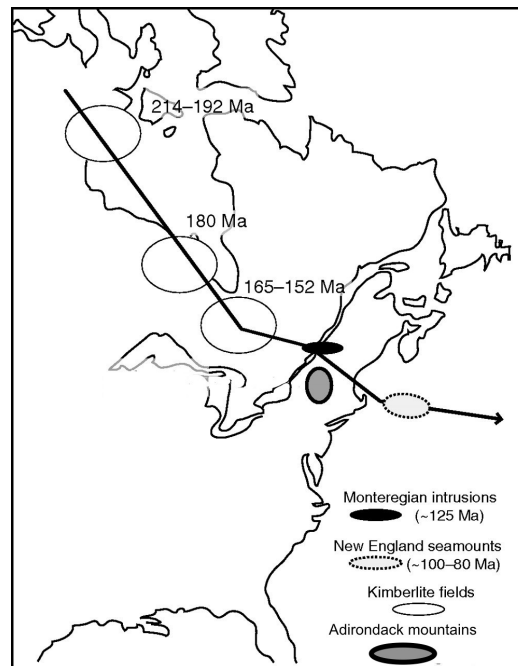 214–192 Ma
180 Ma
165–152 Ma
Monteregian intrusions
(~125 Ma)
New England seamounts
(~100–80 Ma)
Kimberlite fields
Adirondack mountains